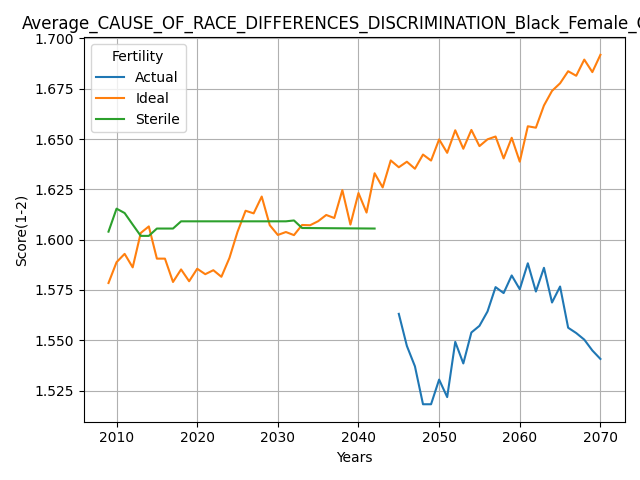 Average_CAUSE_OF_RACE_DIFFERENCES_DISCRIMINATION_Black_Female_
Fertility
Actual
Ideal
Sterile
Score(1-2)
1.700
1.675
1.650
1.625
1.600
1.575
1.550
1.525
2010 2020 2030 2040 2050 2060 2070
Years